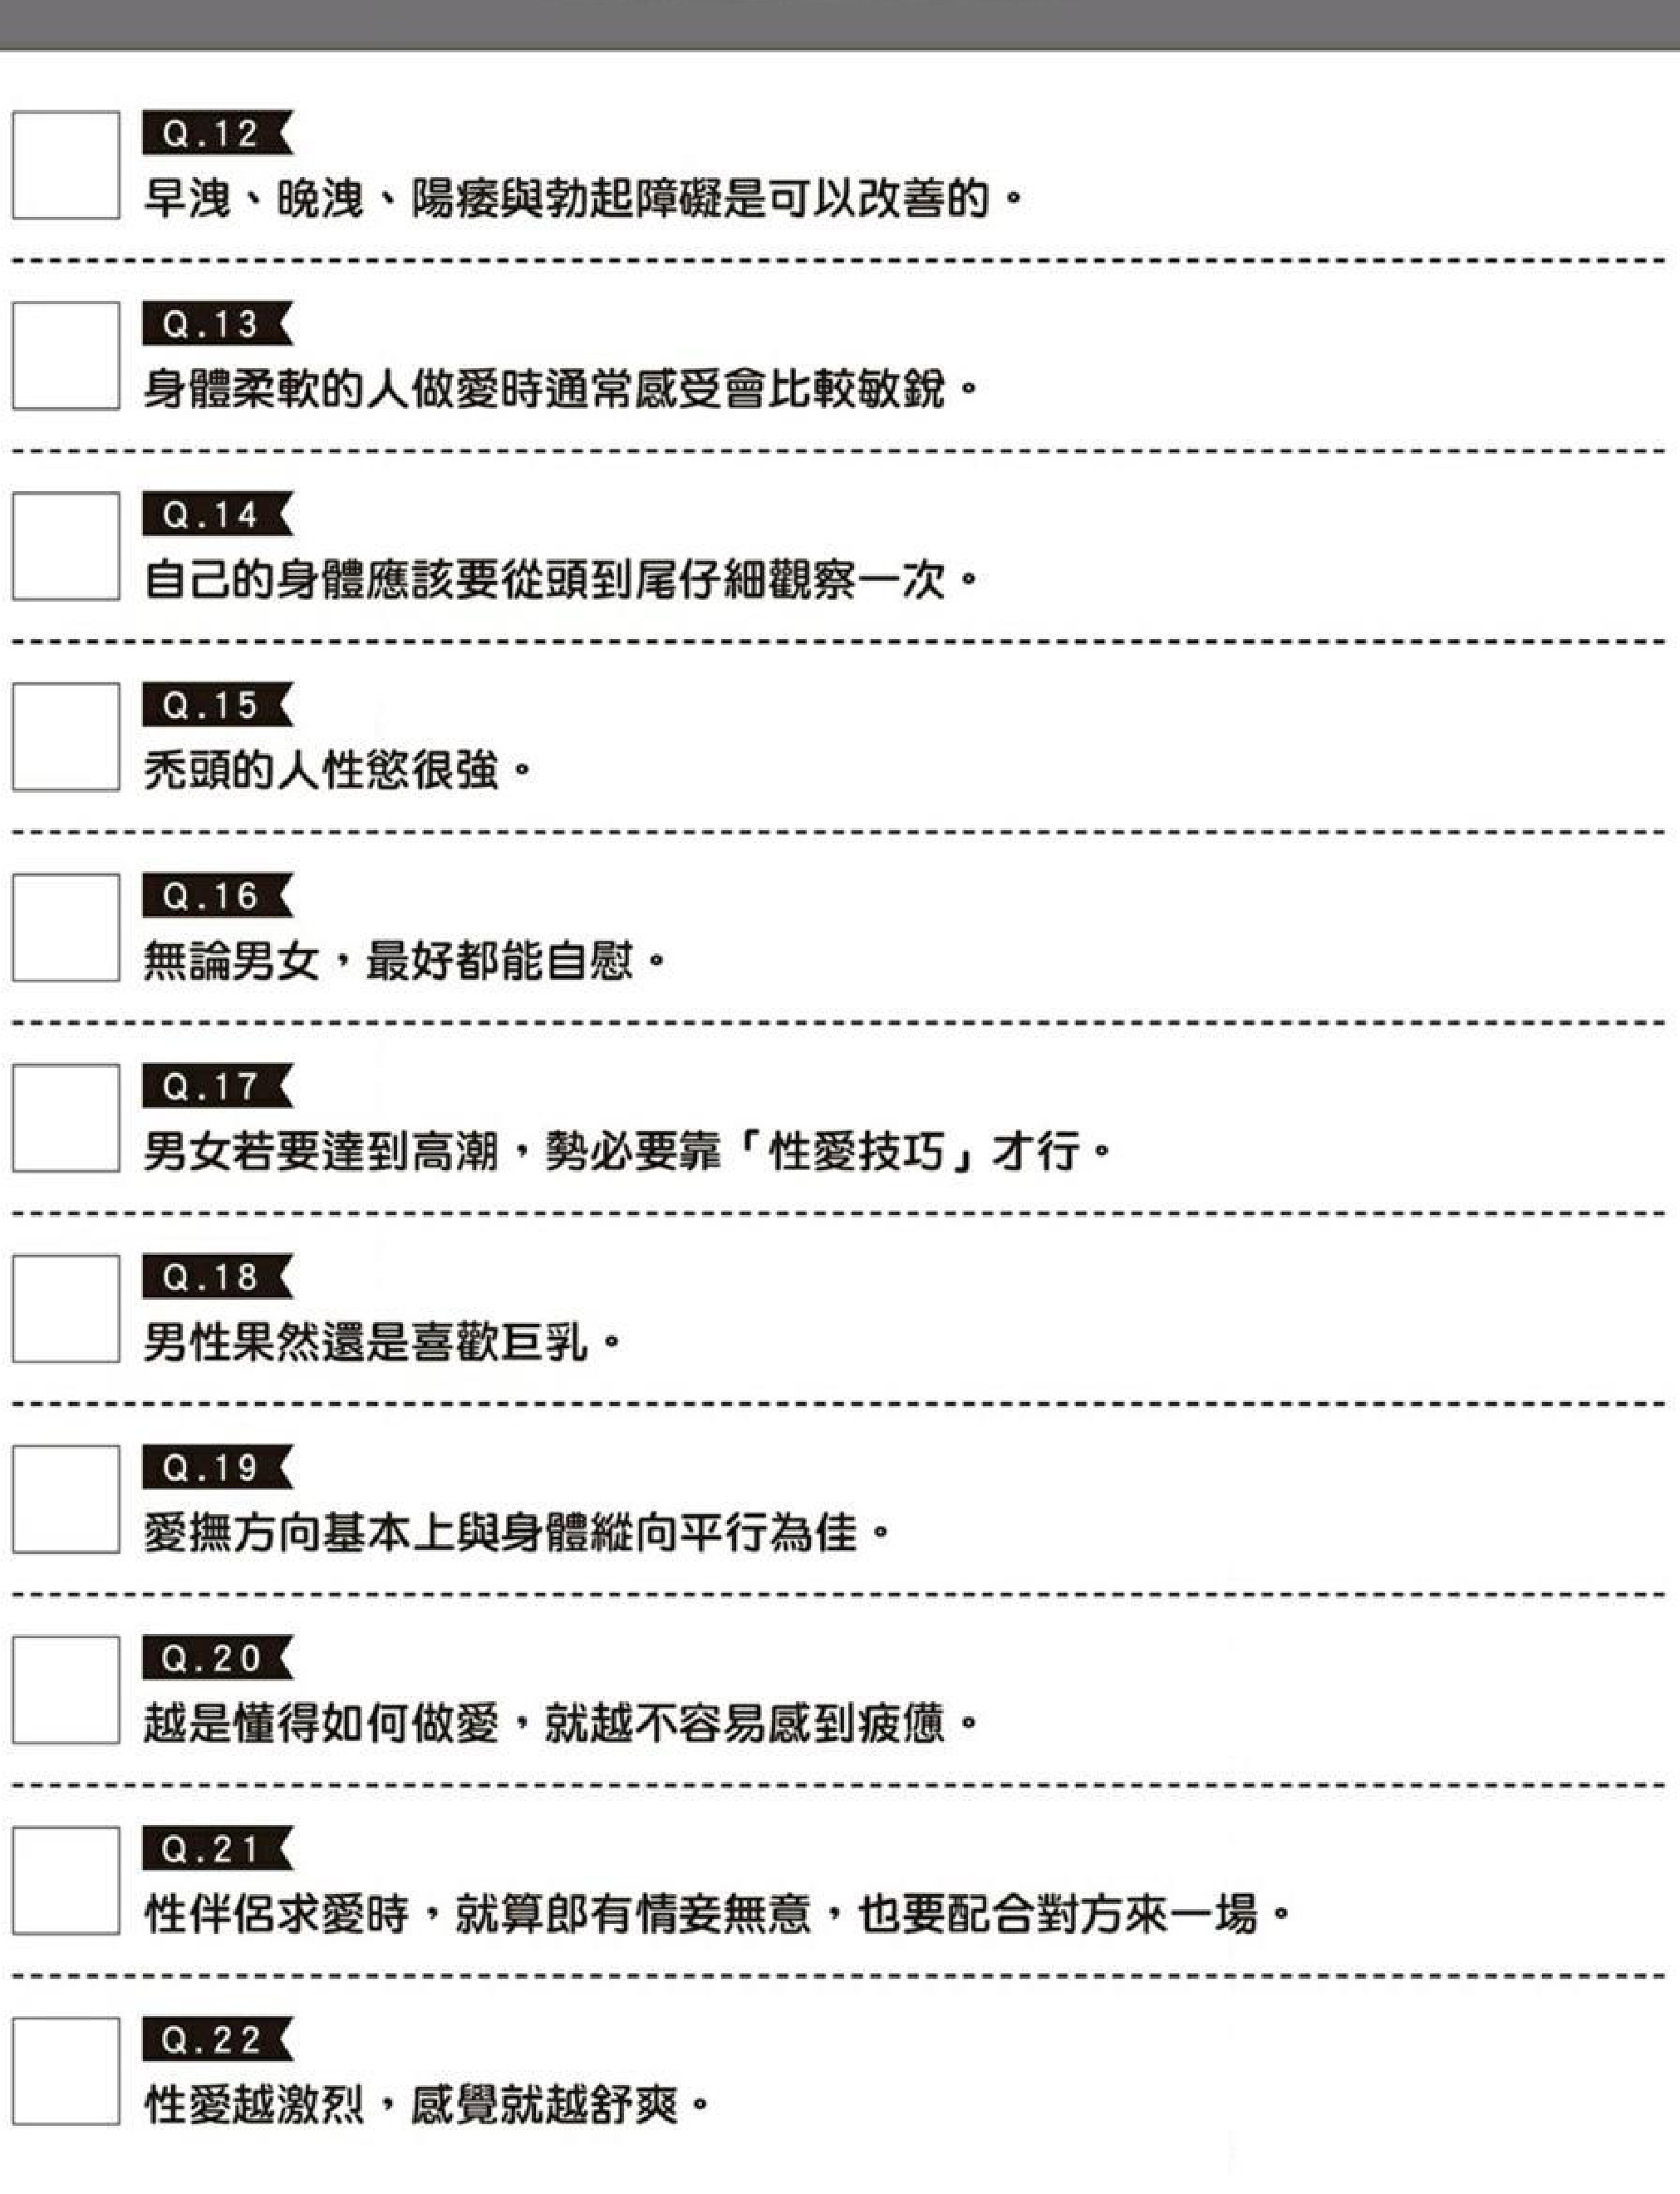 Q.12
早洩、晚洩、陽痿與勃起障礙是可以改善的。
Q.13
身體柔軟的人做愛時通常感受會比較敏銳。
Q.14
自己的身體應該要從頭到尾仔細觀察一次。
Q.15
禿頭的人性慾很強。
Q.16
無論男女，最好都能自慰。
Q.17
男女若要達到高潮，勢必要靠「性愛技巧」才行。
Q.18
男性果然還是喜歡巨乳。
Q.19
愛撫方向基本上與身體縱向平行為佳。
Q.20
越是懂得如何做愛，就越不容易感到疲憊。
Q.21
性伴侶求愛時，就算郎有情妾無意，也要配合對方來一場。
Q.22
性愛越激烈，感覺就越舒爽。